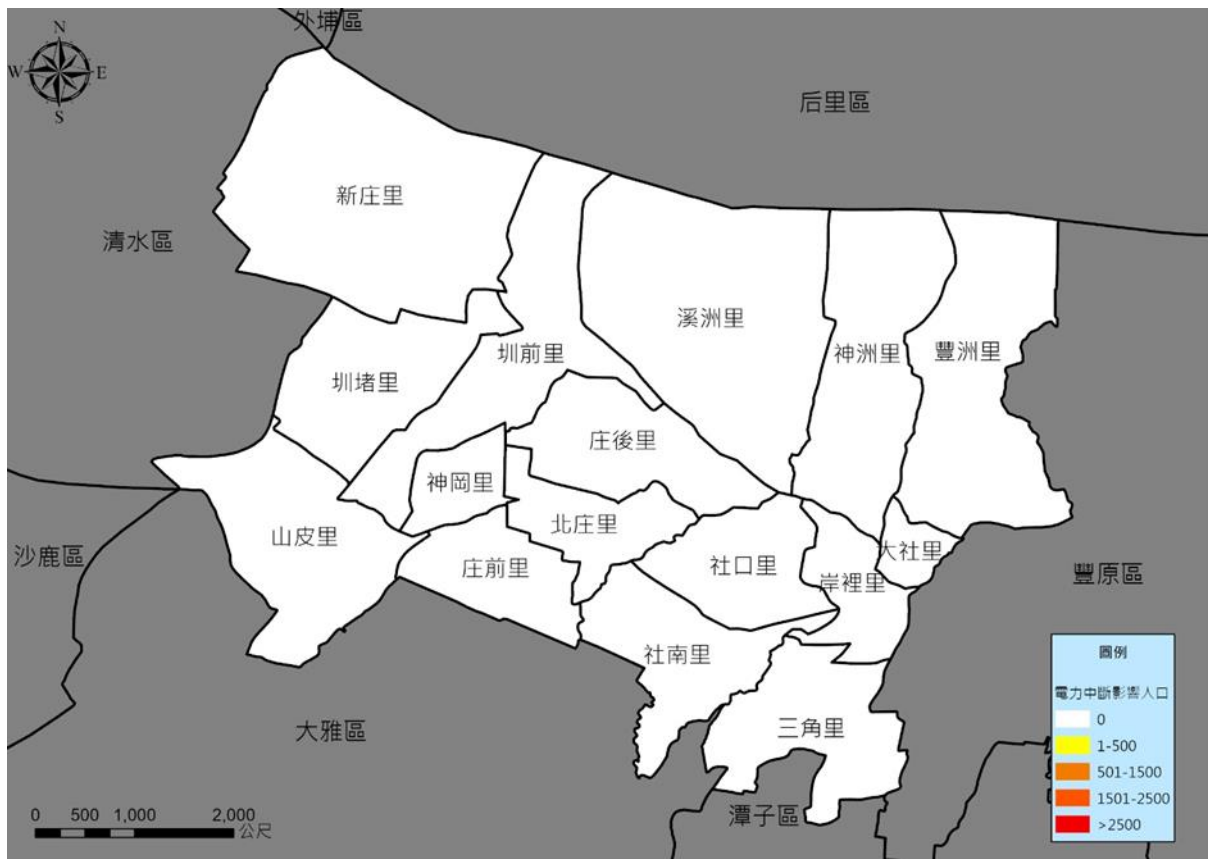 外埔區
N
W
E
S
后里區
新庄里
清水區
溪洲里
神洲里
豐洲里
圳前里
圳堵里
庄後里
神岡里
北庄里
山皮里
沙鹿區
庄前里
社口里
大社里
岸裡里
豐原區
社南里
三角里
大雅區
潭子區
圖例
電力中斷影響人口
0
1-500
501-1500
1501-2500
>2500
0 500 1,000 2,000
公尺